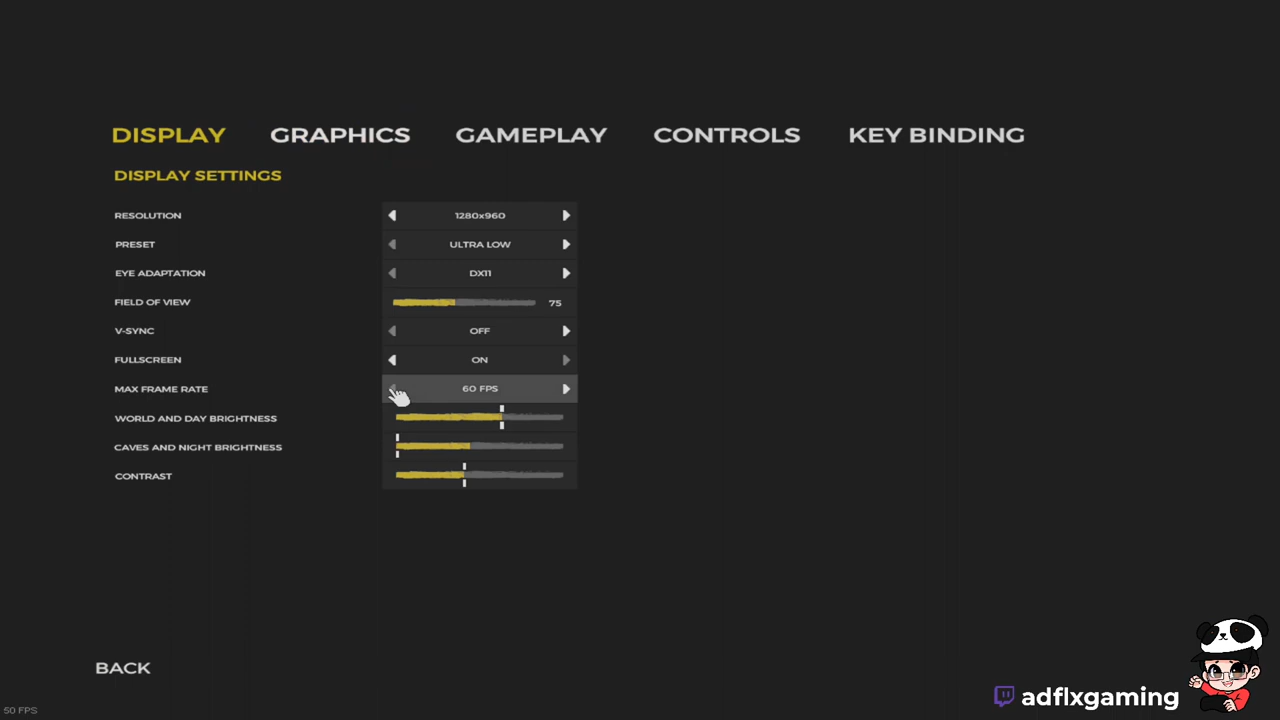 DISPLAY GRAPHICS GAMEPLAY CONTROLS KEY BINDING
DISPLAY SETTINGS
RESOLUTION 1280x960
PRESET ULTRA LOW
EYE ADAPTATION DX11
FIELD OF VIEW 75
V-SYNC OFF
FULLSCREEN ON
MAX FRAME RATE 60 FPS
WORLD AND DAY BRIGHTNESS
CAVES AND NIGHT BRIGHTNESS
CONTRAST
BACK
adflxgaming
50 FPS